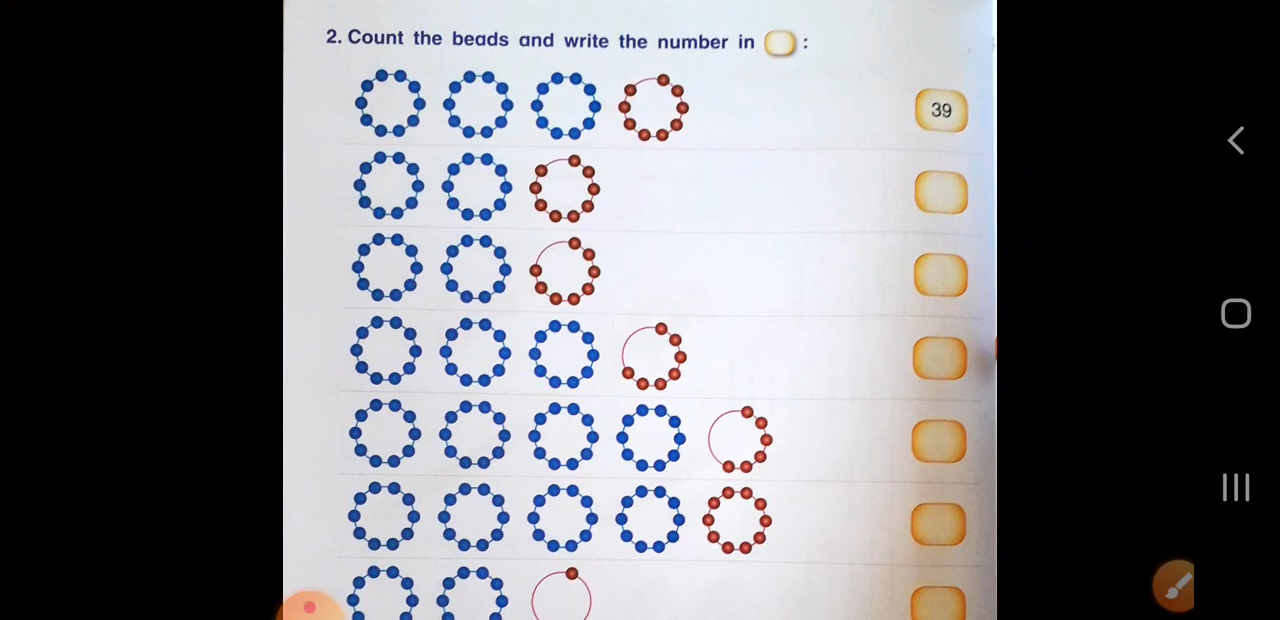 2. Count the beads and write the number in :
39